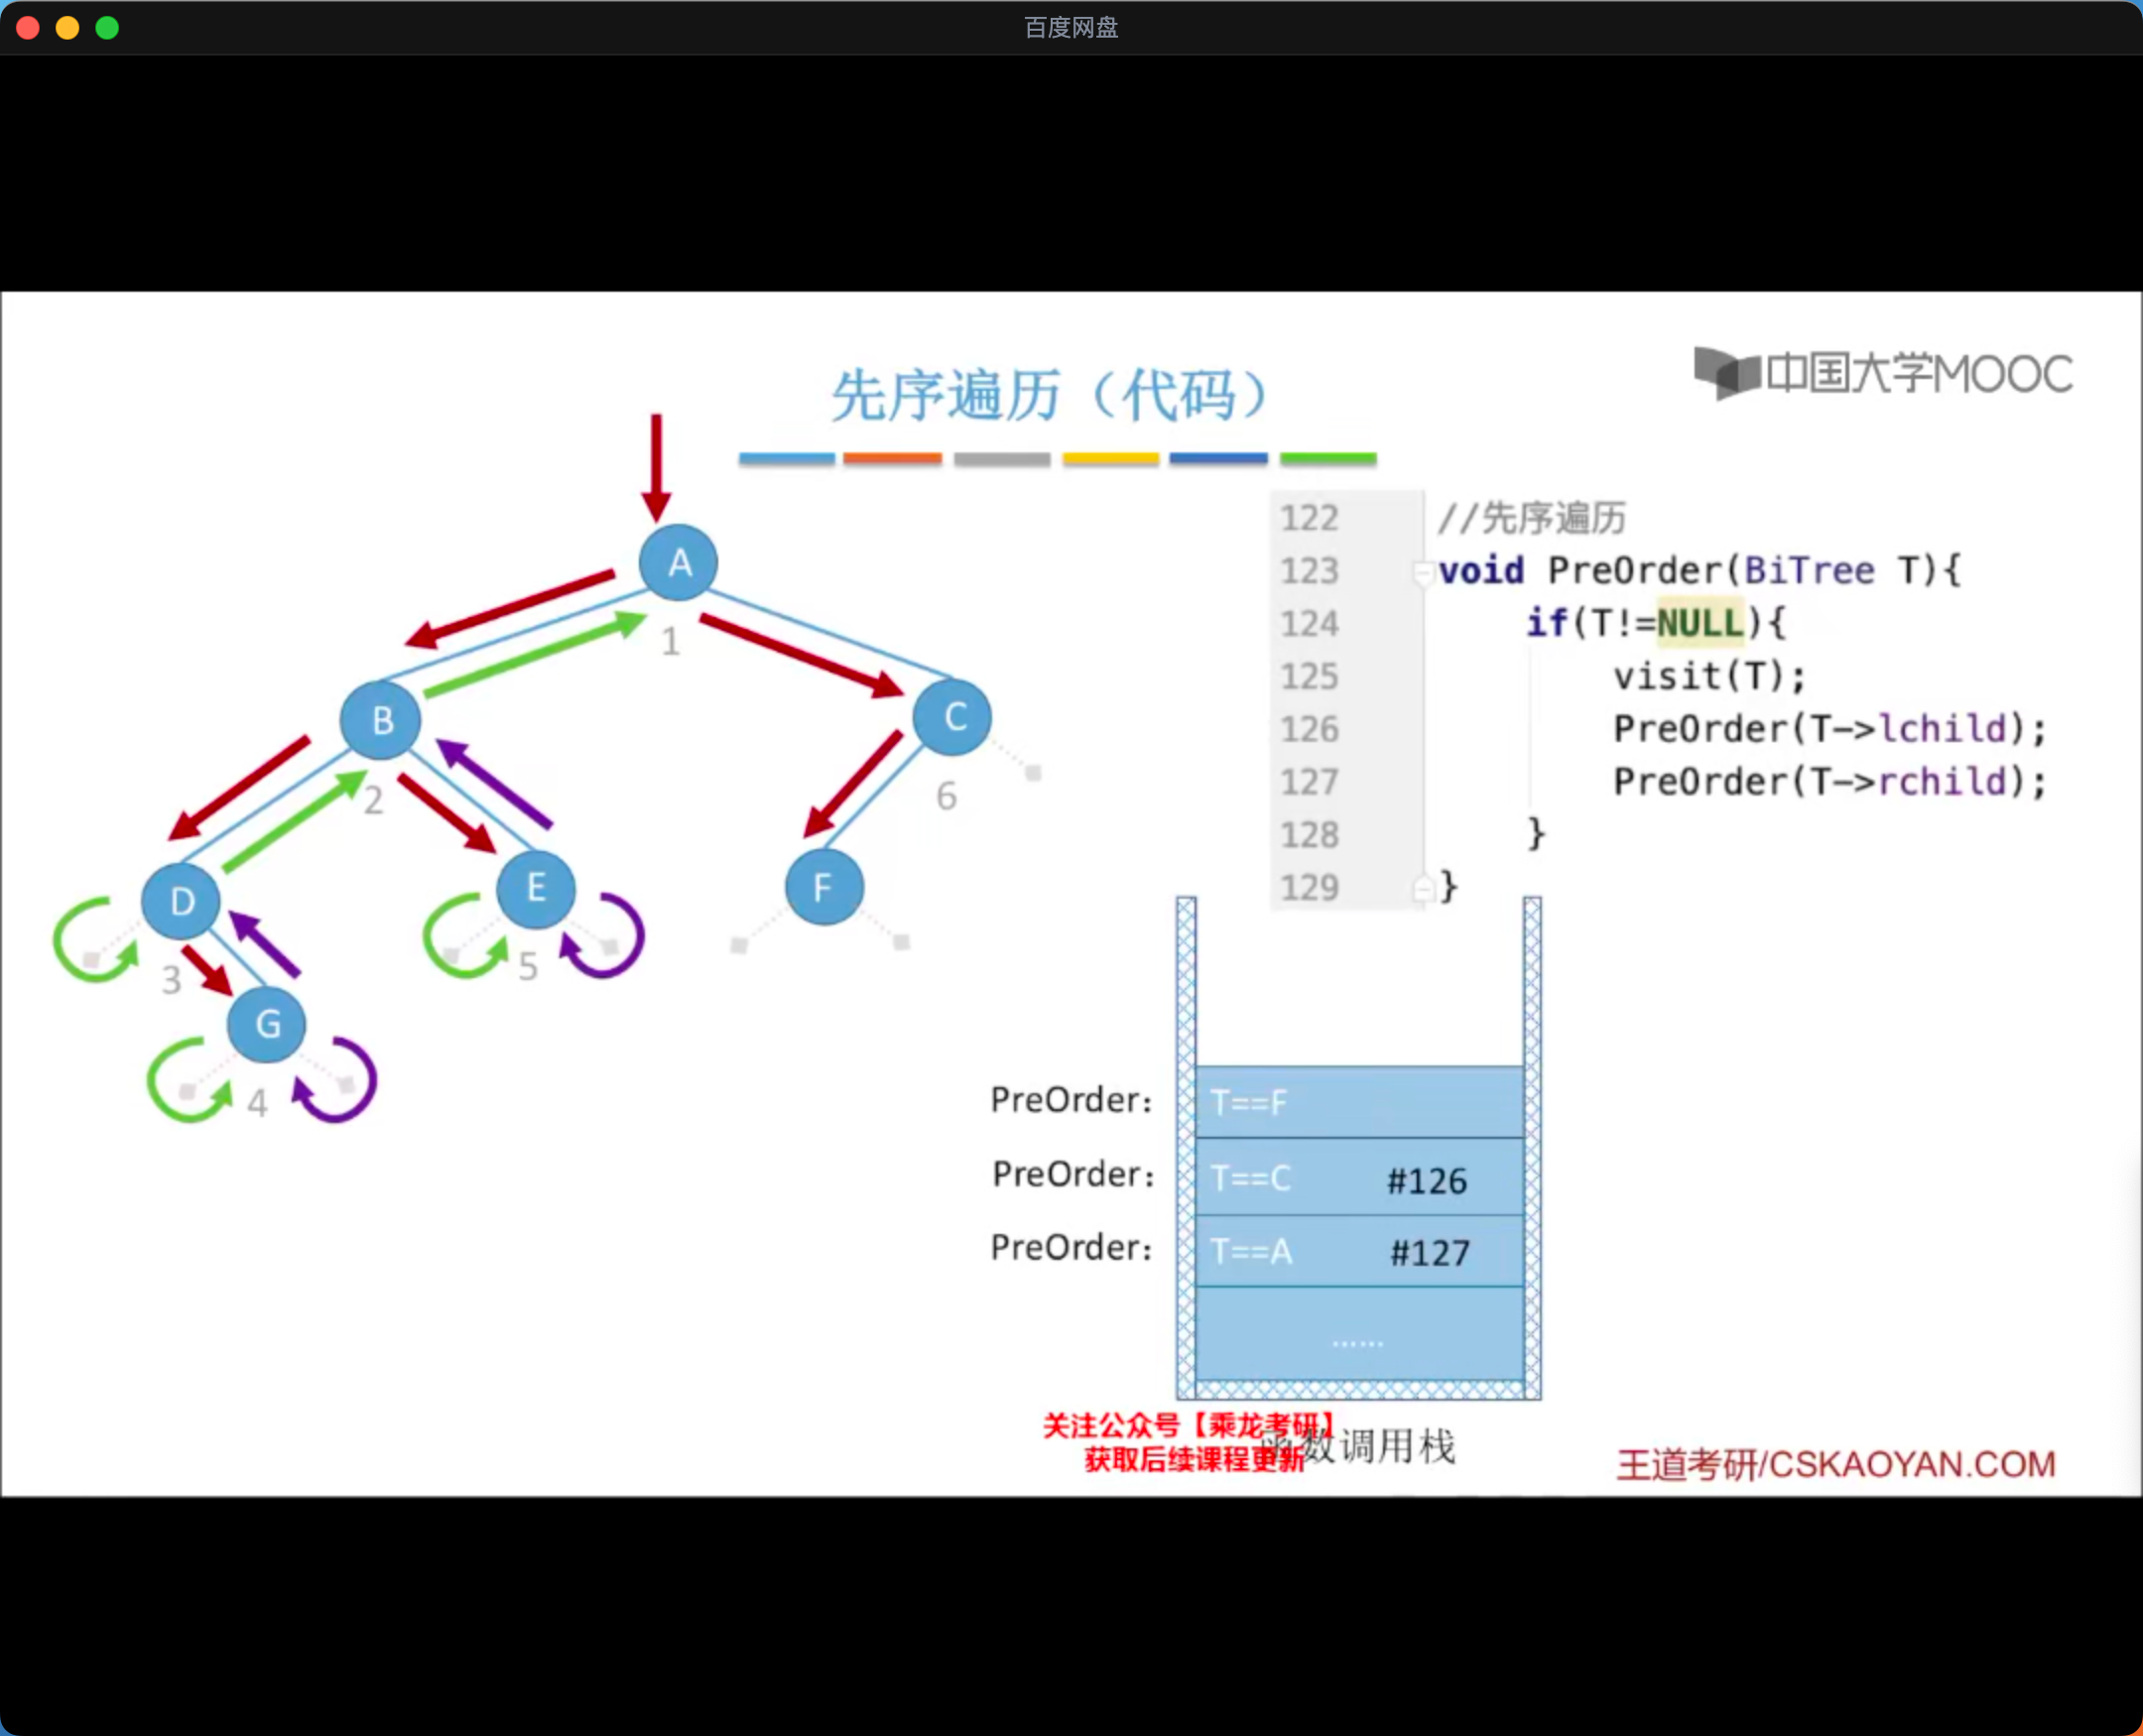 百度网盘
先序遍历（代码）
中国大学MOOC
A
1
B
2
C
6
D
3
E
5
F
G
4
122 //先序遍历
123 void PreOrder(BiTree T){
124 if(T!=NULL){
125 visit(T);
126 PreOrder(T->lchild);
127 PreOrder(T->rchild);
128 }
129 }
PreOrder： T==F
PreOrder： T==C #126
PreOrder： T==A #127
……
关注公众号【乘龙考研】
获取后续课程更新
函数调用栈
王道考研/CSKAOYAN.COM